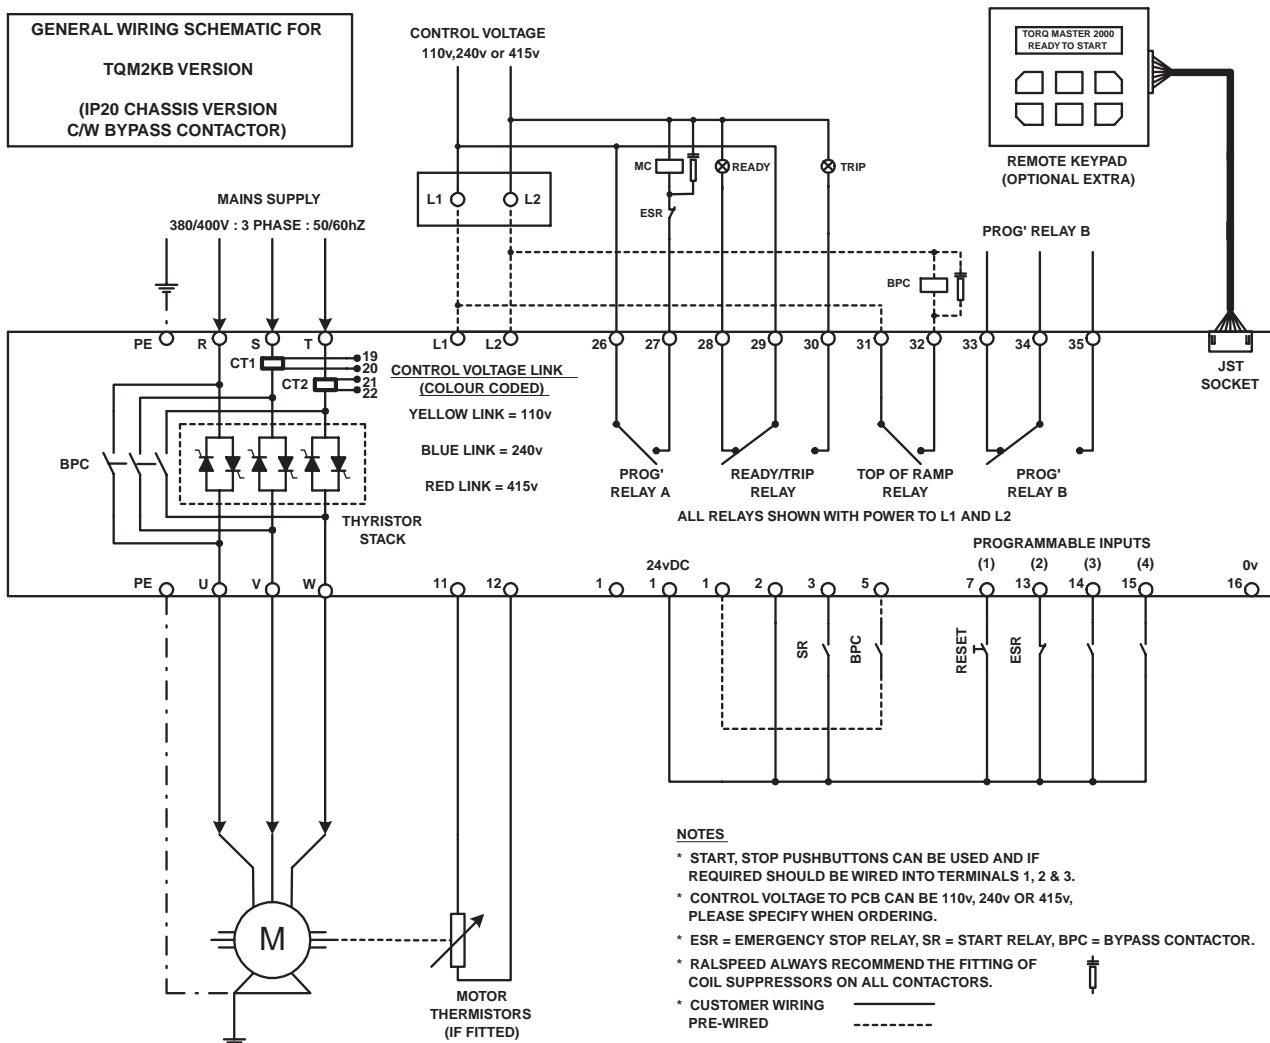 GENERAL WIRING SCHEMATIC FOR
TQM2KB VERSION
(IP20 CHASSIS VERSION
C/W BYPASS CONTACTOR)
CONTROL VOLTAGE
110v,240v or 415v
TORQ MASTER 2000
READY TO START
REMOTE KEYPAD
(OPTIONAL EXTRA)
MC
READY
TRIP
MAINS SUPPLY
380/400V : 3 PHASE : 50/60hZ
L1
L2
ESR
PROG' RELAY B
BPC
PE
R
S
T
L1
L2
26
27
28
29
30
31
32
33
34
35
JST
SOCKET
CT1
19
20
CT2
21
22
CONTROL VOLTAGE LINK
(COLOUR CODED)
YELLOW LINK = 110v
BLUE LINK = 240v
RED LINK = 415v
BPC
THYRISTOR
STACK
PROG'
RELAY A
READY/TRIP
RELAY
TOP OF RAMP
RELAY
PROG'
RELAY B
ALL RELAYS SHOWN WITH POWER TO L1 AND L2
PROGRAMMABLE INPUTS
24vDC
(1)
(2)
(3)
(4)
0v
PE
U
V
W
11
12
1
1
1
2
3
5
7
13
14
15
16
SR
BPC
RESET
ESR
M
MOTOR
THERMISTORS
(IF FITTED)
NOTES
* START, STOP PUSHBUTTONS CAN BE USED AND IF
REQUIRED SHOULD BE WIRED INTO TERMINALS 1, 2 & 3.
* CONTROL VOLTAGE TO PCB CAN BE 110v, 240v OR 415v,
PLEASE SPECIFY WHEN ORDERING.
* ESR = EMERGENCY STOP RELAY, SR = START RELAY, BPC = BYPASS CONTACTOR.
* RALSPEED ALWAYS RECOMMEND THE FITTING OF
COIL SUPPRESSORS ON ALL CONTACTORS.
* CUSTOMER WIRING
PRE-WIRED